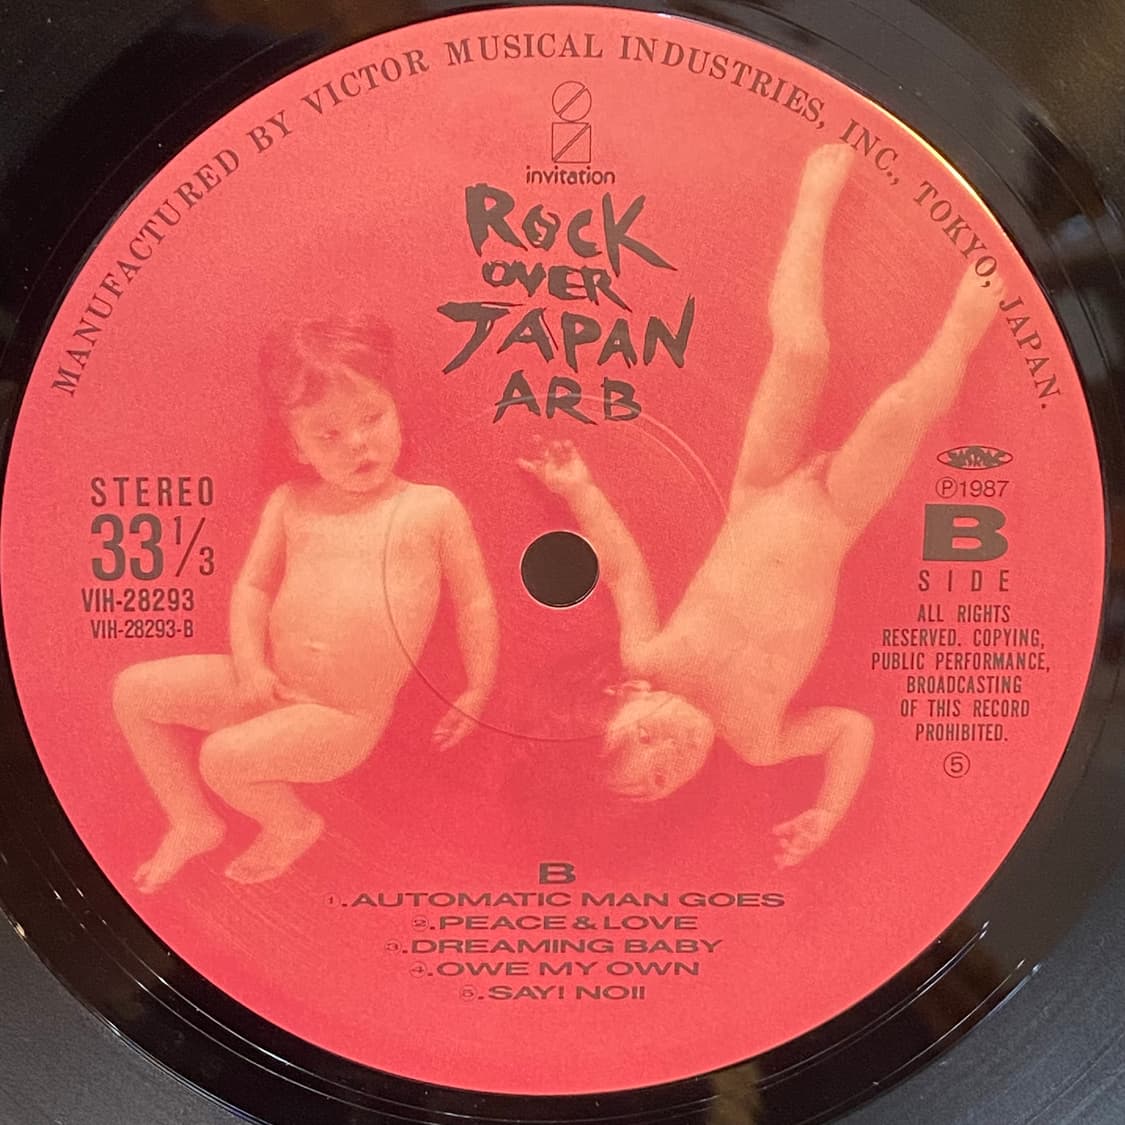 MANUFACTURED BY VICTOR MUSICAL INDUSTRIES, INC., TOKYO, JAPAN.
invitation
ROCK
OVER
JAPAN
ARB
STEREO
33 1/3
VIH-28293
VIH-28293-B
JASRAC
Ⓟ1987
B
SIDE
ALL RIGHTS
RESERVED. COPYING,
PUBLIC PERFORMANCE,
BROADCASTING
OF THIS RECORD
PROHIBITED.
⑤
B
①.AUTOMATIC MAN GOES
②.PEACE & LOVE
③.DREAMING BABY
④.OWE MY OWN
⑤.SAY! NO!!